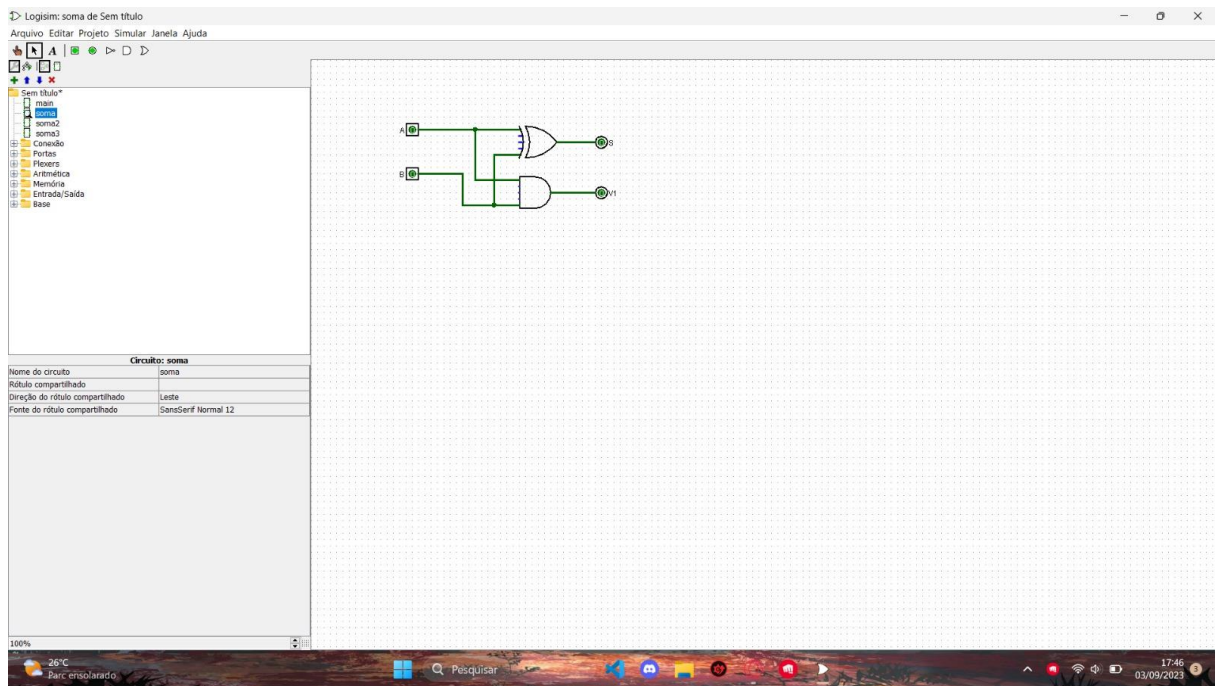 Logisim: soma de Sem título
Arquivo Editar Projeto Simular Janela Ajuda
A
Sem título*
main
soma
soma2
soma3
Conexão
Portas
Plexers
Aritmética
Memória
Entrada/Saída
Base
A
S
B
V1
Circuito: soma
Nome do circuito soma
Rótulo compartilhado
Direção do rótulo compartilhado Leste
Fonte do rótulo compartilhado SansSerif Normal 12
100%
26°C
Parc ensolarado
Pesquisar
17:46
03/09/2023
3